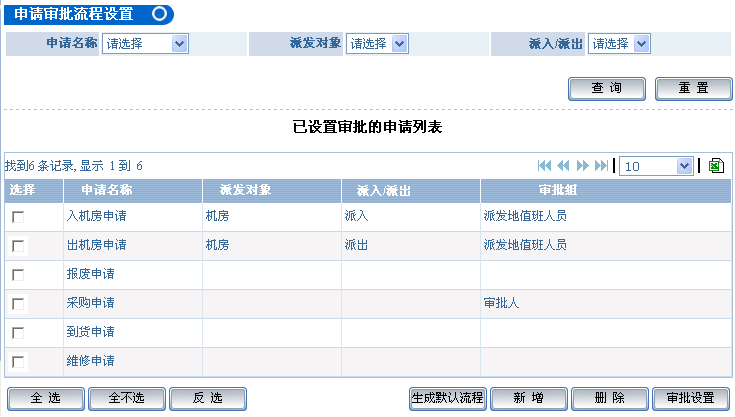 申请审批流程设置
申请名称 请选择 派发对象 请选择 派入/派出 请选择
查 询 重 置
已设置审批的申请列表
找到6 条记录, 显示 1 到 6 10
选择 申请名称 派发对象 派入/派出 审批组
入机房申请 机房 派入 派发地值班人员
出机房申请 机房 派出 派发地值班人员
报废申请
采购申请 审批人
到货申请
维修申请
全 选 全不选 反 选 生成默认流程 新 增 删 除 审批设置